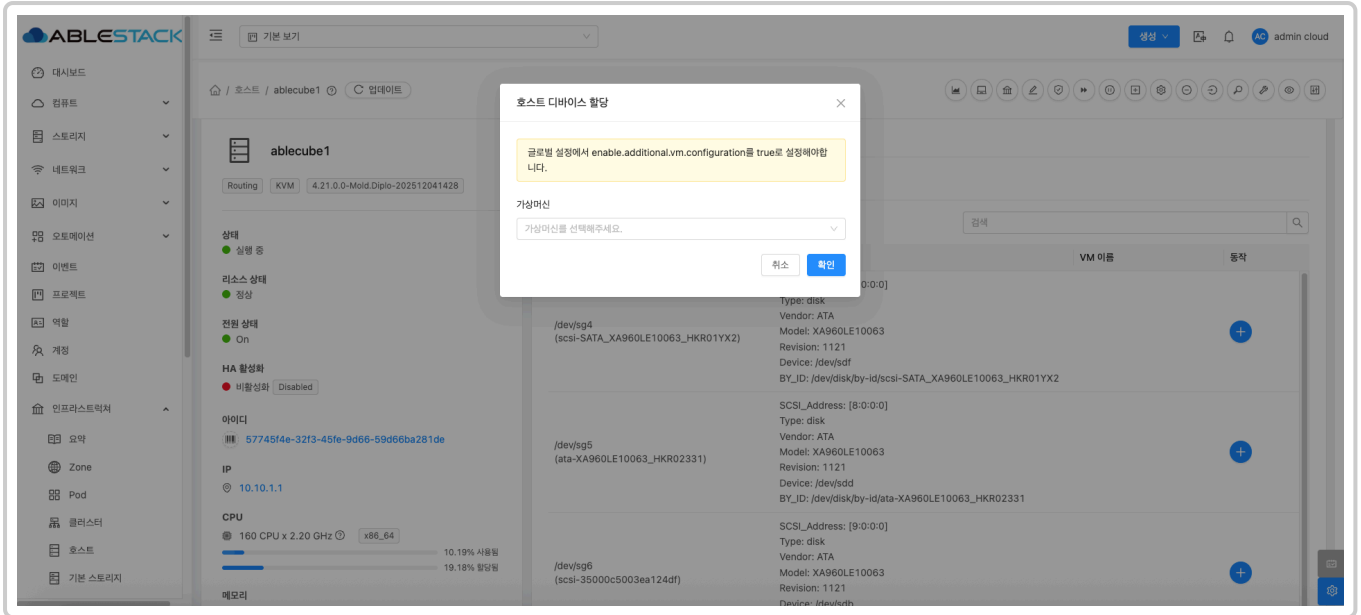 ABLESTACK
기본 보기
생성
AC admin cloud
대시보드
컴퓨트
스토리지
네트워크
이미지
오토메이션
이벤트
프로젝트
역할
계정
도메인
인프라스트럭쳐
요약
Zone
Pod
클러스터
호스트
기본 스토리지
/ 호스트 / ablecube1 업데이트
ablecube1
Routing KVM 4.21.0.0-Mold.Diplo-202512041428
상태
실행 중
리소스 상태
정상
전원 상태
On
HA 활성화
비활성화 Disabled
아이디
57745f4e-32f3-45fe-9d66-59d66ba281de
IP
10.10.1.1
CPU
160 CPU x 2.20 GHz x86_64
10.19% 사용됨
19.18% 할당됨
메모리
호스트 디바이스 할당
글로벌 설정에서 enable.additional.vm.configuration를 true로 설정해야합
니다.
가상머신
가상머신를 선택해주세요.
취소 확인
검색
VM 이름 동작
0:0:0]
Type: disk
Vendor: ATA
/dev/sg4
(scsi-SATA_XA960LE10063_HKR01YX2)
Model: XA960LE10063
Revision: 1121
Device: /dev/sdf
BY_ID: /dev/disk/by-id/scsi-SATA_XA960LE10063_HKR01YX2
SCSI_Address: [8:0:0:0]
Type: disk
Vendor: ATA
/dev/sg5
(ata-XA960LE10063_HKR02331)
Model: XA960LE10063
Revision: 1121
Device: /dev/sdd
BY_ID: /dev/disk/by-id/ata-XA960LE10063_HKR02331
SCSI_Address: [9:0:0:0]
Type: disk
Vendor: ATA
/dev/sg6
(scsi-35000c5003ea124df)
Model: XA960LE10063
Revision: 1121
Device: /dev/sdb